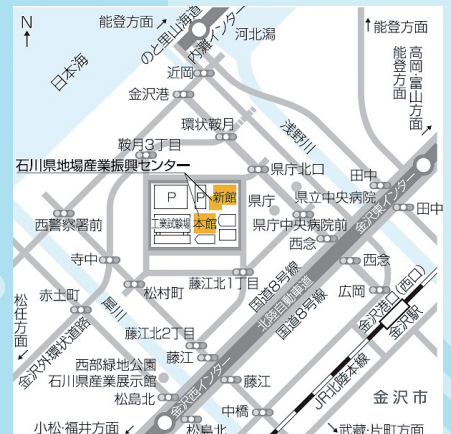 N
能登方面
のと里山海道
内灘インター
河北潟
能登方面
高岡・富山方面
能登方面
日本海
近岡
金沢港
環状鞍月
浅野川
鞍月3丁目
石川県地場産業振興センター
県庁北口
田中
県立中央病院
金沢東インター
P
P
新館
県庁
田中
工業試験場
本館
県庁中央病院前
西警察署前
西念
寺中
西念
藤江北1丁目
国道8号線
北陸自動車道
国道8号線
広岡
金沢港口(西口)
金沢駅
松村町
赤土町
犀川
松任方面
金沢外環状道路
藤江北2丁目
藤江
西部緑地公園
石川県産業展示館
金沢西インター
藤江
JR北陸本線
金沢市
松島北
中橋
小松・福井方面
松島北
武蔵・片町方面